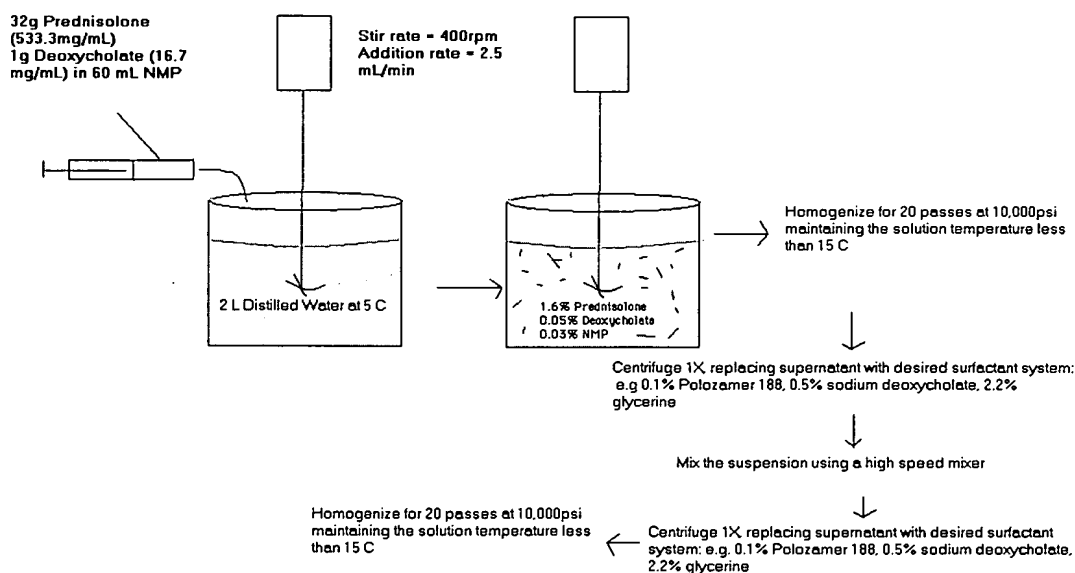 32g Prednisolone
(533.3mg/mL)
1g Deoxycholate (16.7
mg/mL) in 60 mL NMP
Stir rate = 400rpm
Addition rate = 2.5
mL/min
2 L Distilled Water at 5 C
1.6% Prednisolone
0.05% Deoxycholate
0.03% NMP
Homogenize for 20 passes at 10,000psi
maintaining the solution temperature less
than 15 C
Centrifuge 1X, replacing supernatant with desired surfactant system:
e.g 0.1% Polozamer 188, 0.5% sodium deoxycholate, 2.2%
glycerine
Mix the suspension using a high speed mixer
Centrifuge 1X, replacing supernatant with desired surfactant
system: e.g. 0.1% Polozamer 188, 0.5% sodium deoxycholate,
2.2% glycerine
Homogenize for 20 passes at 10,000psi
maintaining the solution temperature less
than 15 C